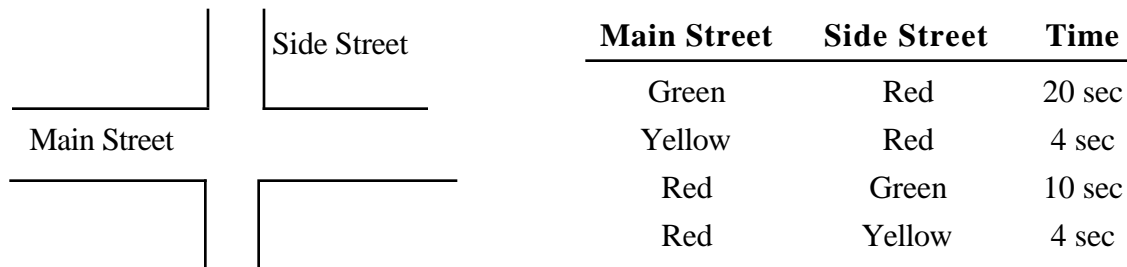 Side Street
Main Street
Main Street Side Street Time
Green Red 20 sec
Yellow Red 4 sec
Red Green 10 sec
Red Yellow 4 sec